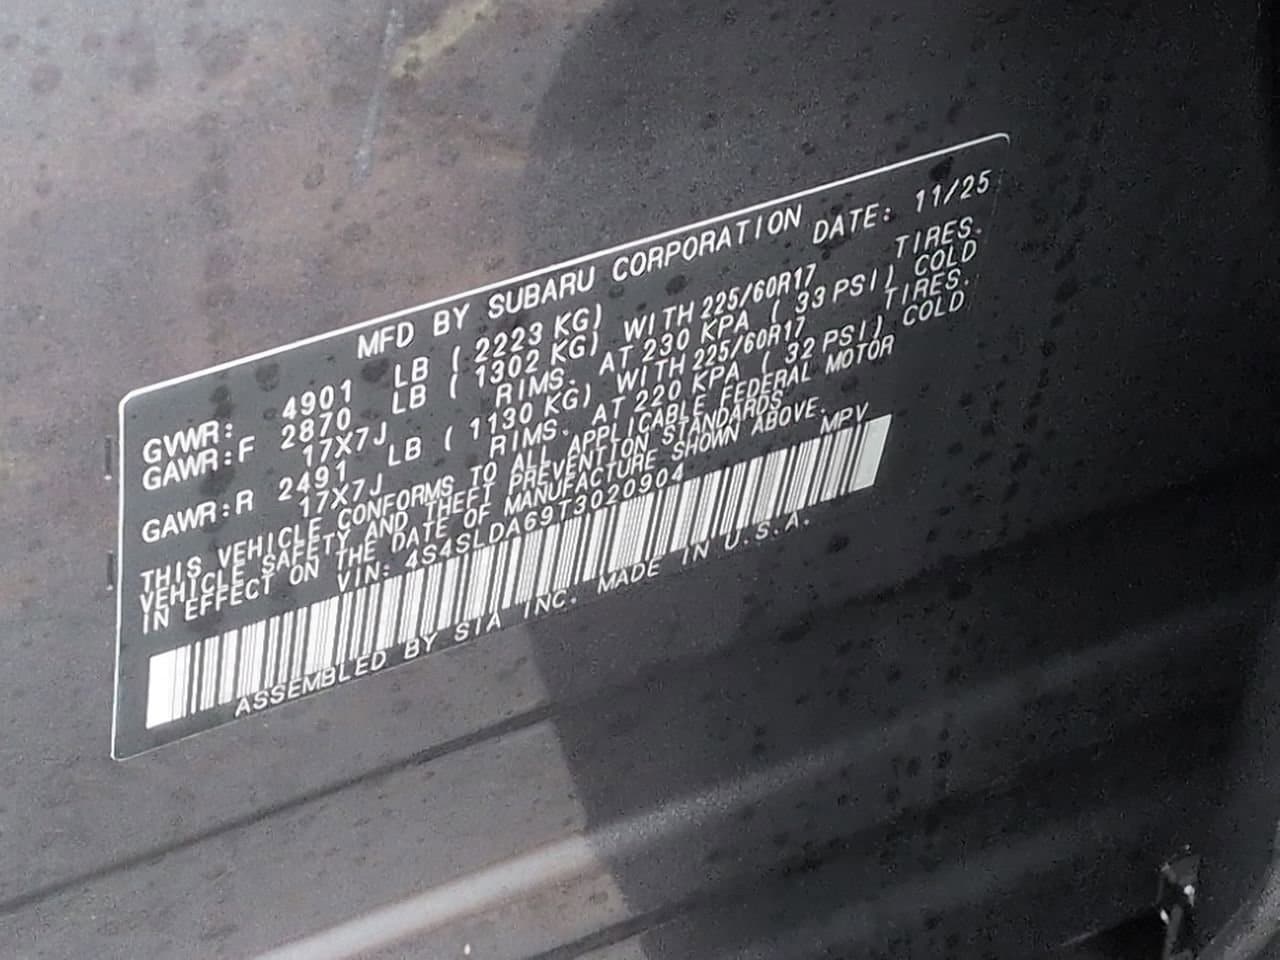 MFD BY SUBARU CORPORATION
DATE: 11/25
GVWR: 4901 LB ( 2223 KG)
GAWR:F 2870 LB ( 1302 KG) WITH 225/60R17 TIRES.
17X7J RIMS. AT 230 KPA ( 33 PSI) COLD
GAWR:R 2491 LB ( 1130 KG) WITH 225/60R17 TIRES.
17X7J RIMS. AT 220 KPA ( 32 PSI) COLD.
THIS VEHICLE CONFORMS TO ALL APPLICABLE FEDERAL MOTOR
VEHICLE SAFETY AND THEFT PREVENTION STANDARDS
IN EFFECT ON THE DATE OF MANUFACTURE SHOWN ABOVE.
VIN: 4S4SLDA69T3020904 MPV
ASSEMBLED BY SIA INC. MADE IN U.S.A.